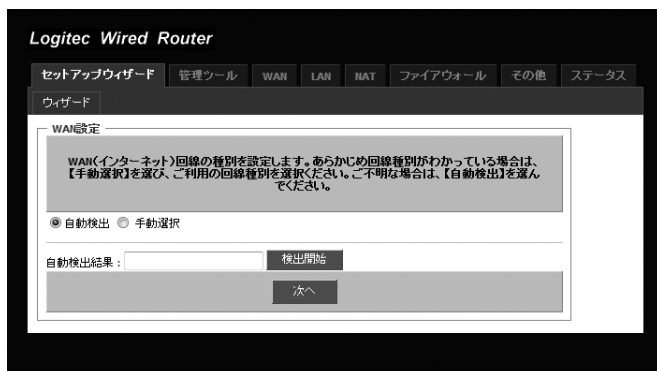 Logitec Wired Router
セットアップウィザード 管理ツール WAN LAN NAT ファイアウォール その他 ステータス
ウィザード
WAN設定
WAN(インターネット)回線の種別を設定します。あらかじめ回線種別がわかっている場合は、
【手動選択】を選び、ご利用の回線種別を選択ください。ご不明な場合は、【自動検出】を選ん
でください。
自動検出 手動選択
自動検出結果：
検出開始
次へ